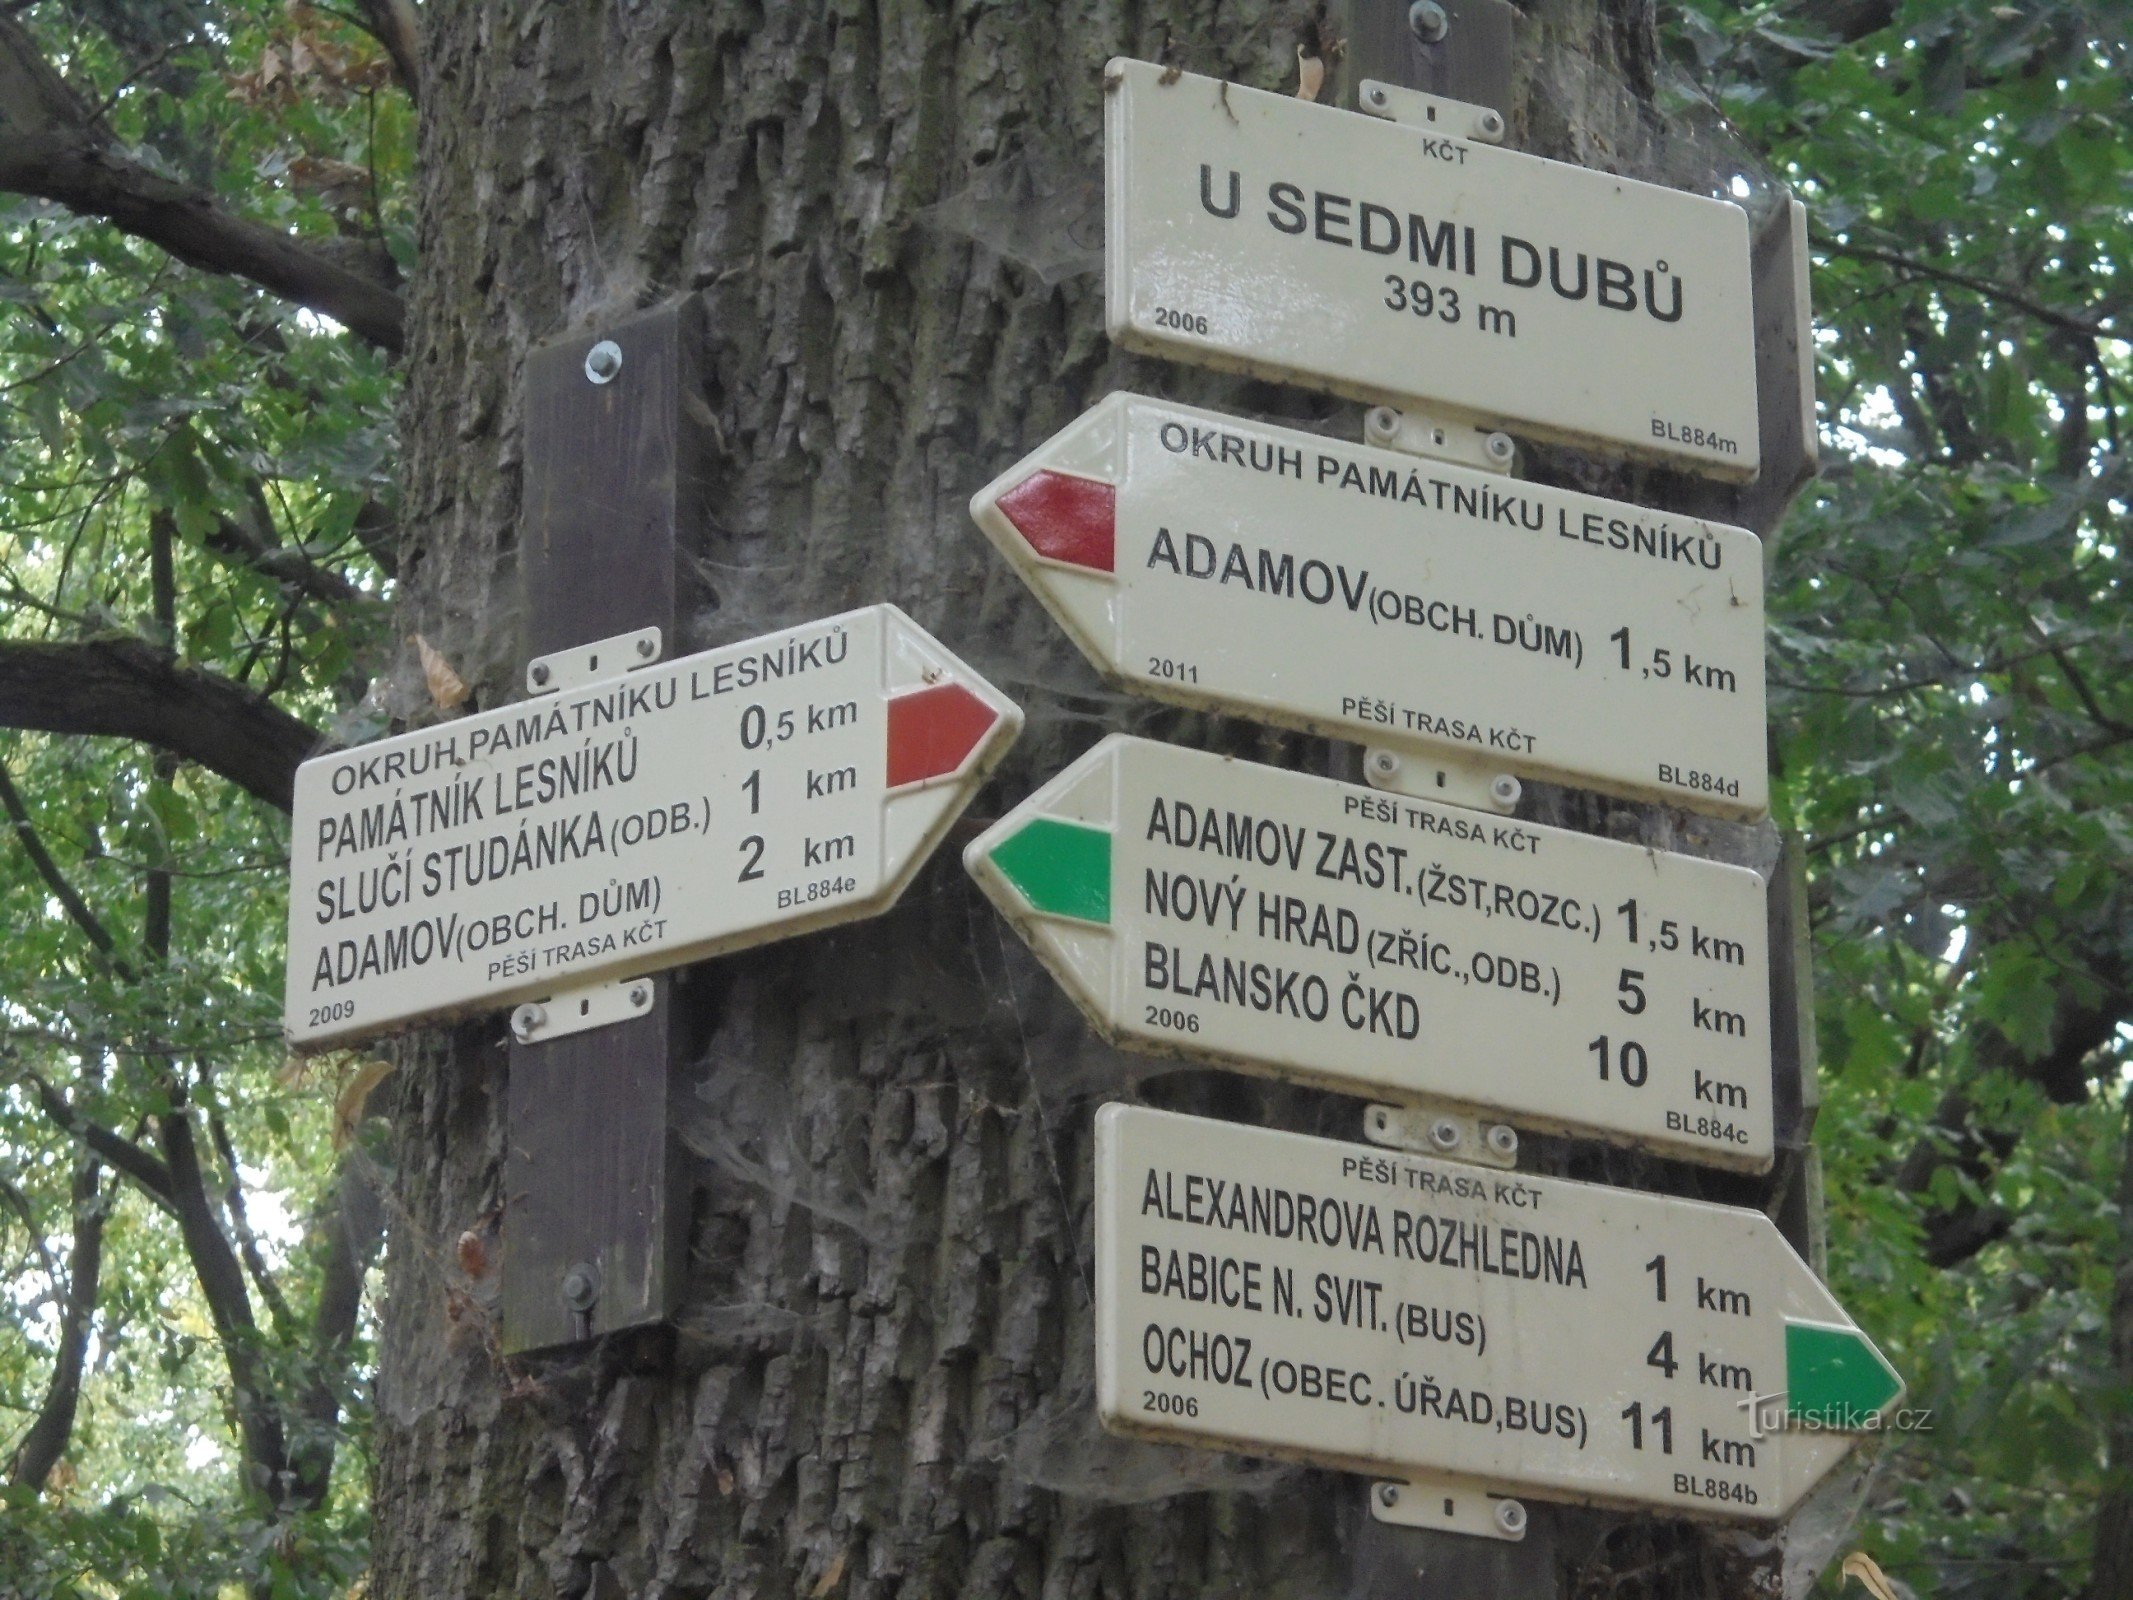 KČT
U SEDMI DUBŮ
393 m
2006
BL884m
OKRUH PAMÁTNÍKU LESNÍKŮ
ADAMOV (OBCH. DŮM) 1,5 km
2011
PĚŠÍ TRASA KČT
BL884d
OKRUH PAMÁTNÍKU LESNÍKŮ
PAMÁTNÍK LESNÍKŮ 0,5 km
SLUČÍ STUDÁNKA (ODB.) 1 km
ADAMOV (OBCH. DŮM) 2 km
PĚŠÍ TRASA KČT
2009
BL884e
PĚŠÍ TRASA KČT
ADAMOV ZAST. (ŽST,ROZC.) 1,5 km
NOVÝ HRAD (ZŘÍC.,ODB.) 5 km
BLANSKO ČKD 10 km
2006
BL884c
PĚŠÍ TRASA KČT
ALEXANDROVA ROZHLEDNA 1 km
BABICE N. SVIT. (BUS) 4 km
OCHOZ (OBEC. ÚŘAD,BUS) 11 km
2006
BL884b
Turistika.cz